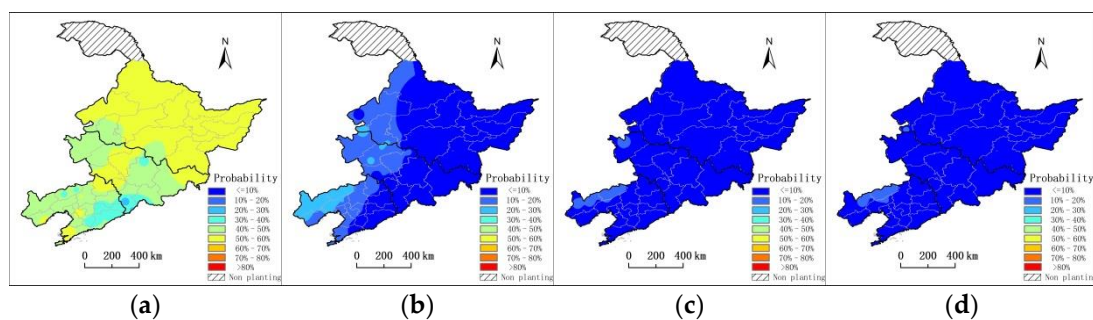 N
Probability
<=10%
10% - 20%
20% - 30%
30% - 40%
40% - 50%
50% - 60%
60% - 70%
70% - 80%
>80%
Non planting
0 200 400 km
(a)
N
Probability
<=10%
10% - 20%
20% - 30%
30% - 40%
40% - 50%
50% - 60%
60% - 70%
70% - 80%
>80%
Non planting
0 200 400 km
(b)
N
Probability
<=10%
10% - 20%
20% - 30%
30% - 40%
40% - 50%
50% - 60%
60% - 70%
70% - 80%
>80%
Non planting
0 200 400 km
(c)
N
Probability
<=10%
10% - 20%
20% - 30%
30% - 40%
40% - 50%
50% - 60%
60% - 70%
70% - 80%
>80%
Non planting
0 200 400 km
(d)